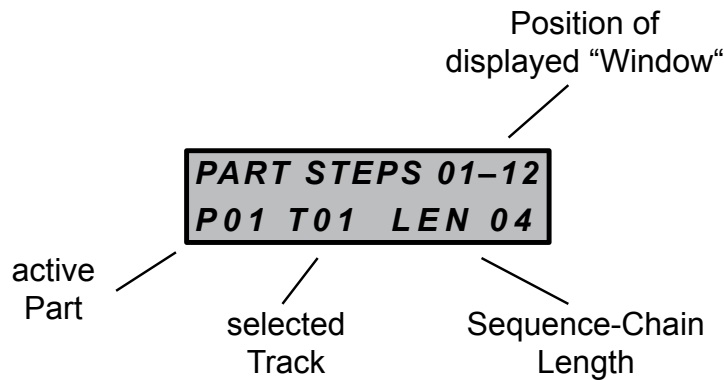 Position of
displayed “Window“
PART STEPS 01–12
P01 T01 LEN 04
active
Part
selected
Track
Sequence-Chain
Length